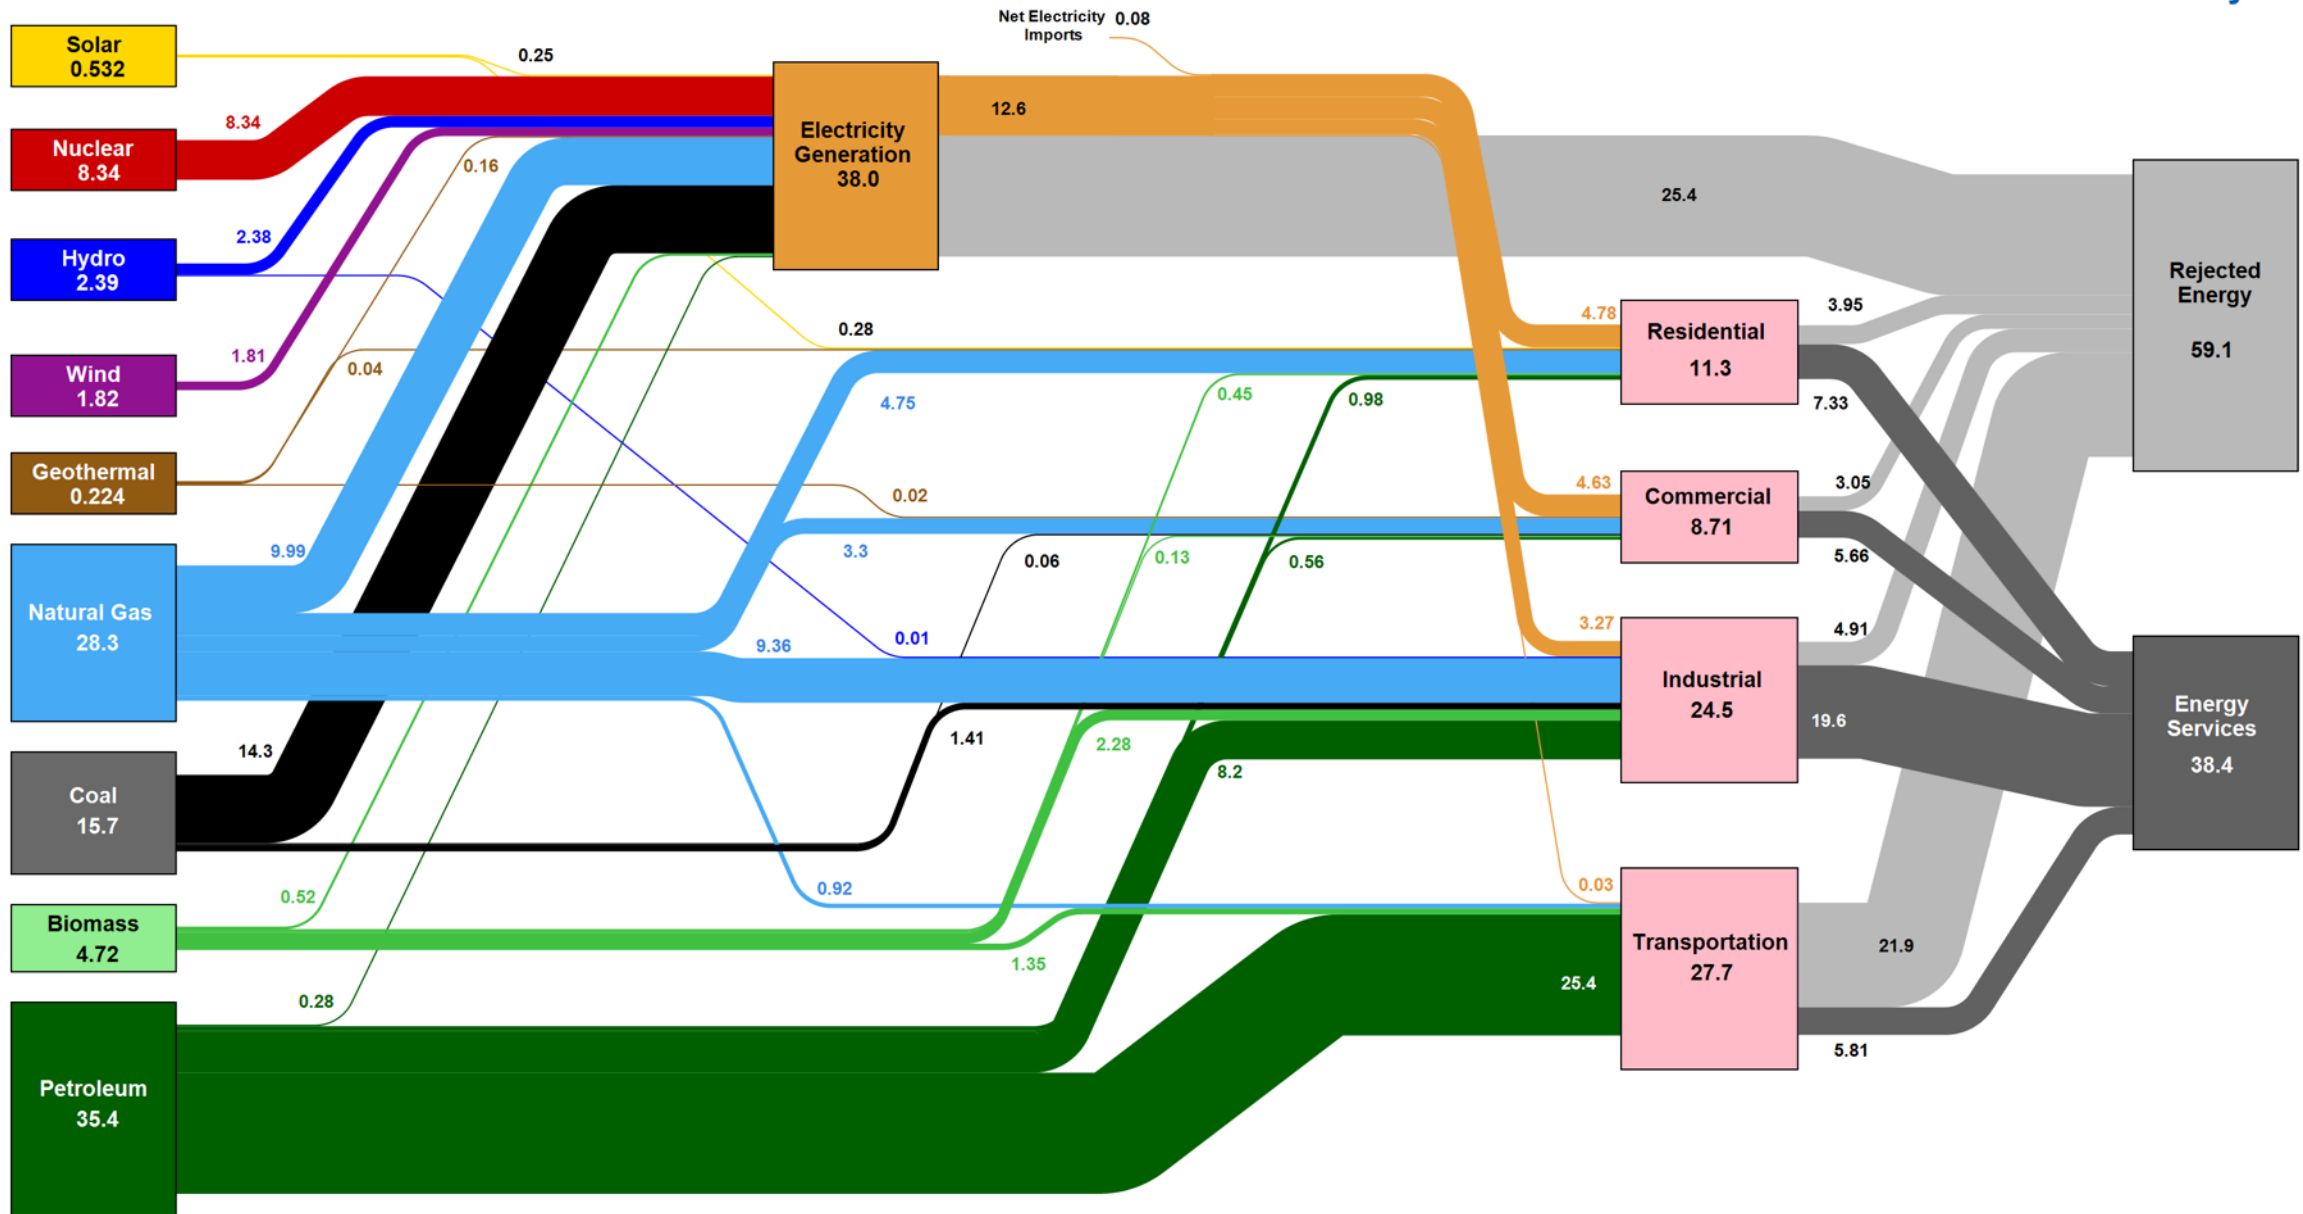 Net Electricity 0.08
Imports
Solar
0.532
0.25
Nuclear
8.34
8.34
Hydro
2.39
2.38
Wind
1.82
1.81
Geothermal
0.224
0.16
0.04
0.02
Natural Gas
28.3
9.99
4.75
3.3
9.36
0.92
Coal
15.7
14.3
0.06
1.41
Biomass
4.72
0.52
0.45
0.13
2.28
1.35
Petroleum
35.4
0.28
0.98
0.56
8.2
25.4
Electricity
Generation
38.0
12.6
25.4
0.28
0.01
4.78
4.63
3.27
0.03
Residential
11.3
3.95
7.33
Commercial
8.71
3.05
5.66
Industrial
24.5
4.91
19.6
Transportation
27.7
21.9
5.81
Rejected
Energy
59.1
Energy
Services
38.4